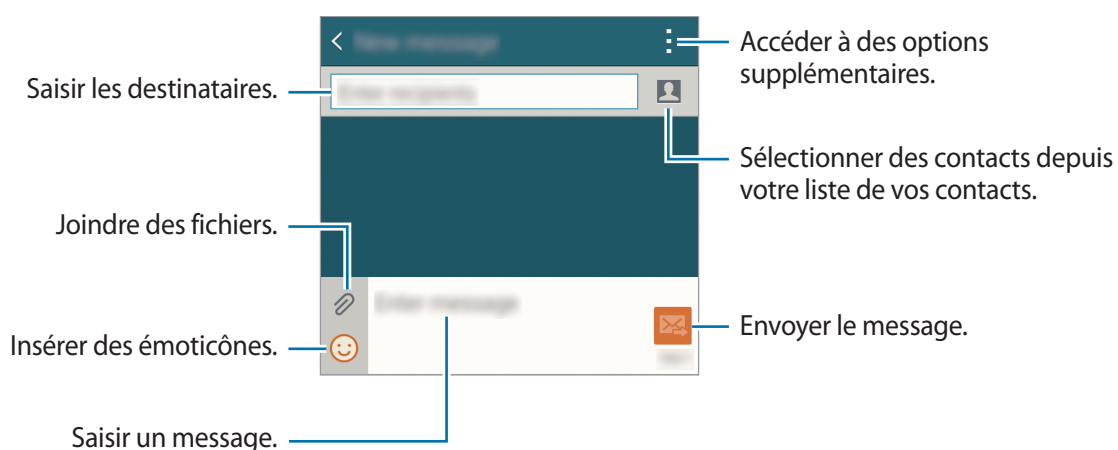 Accéder à des options
supplémentaires.
Saisir les destinataires.
Sélectionner des contacts depuis
votre liste de vos contacts.
Joindre des fichiers.
Envoyer le message.
Insérer des émoticônes.
Saisir un message.